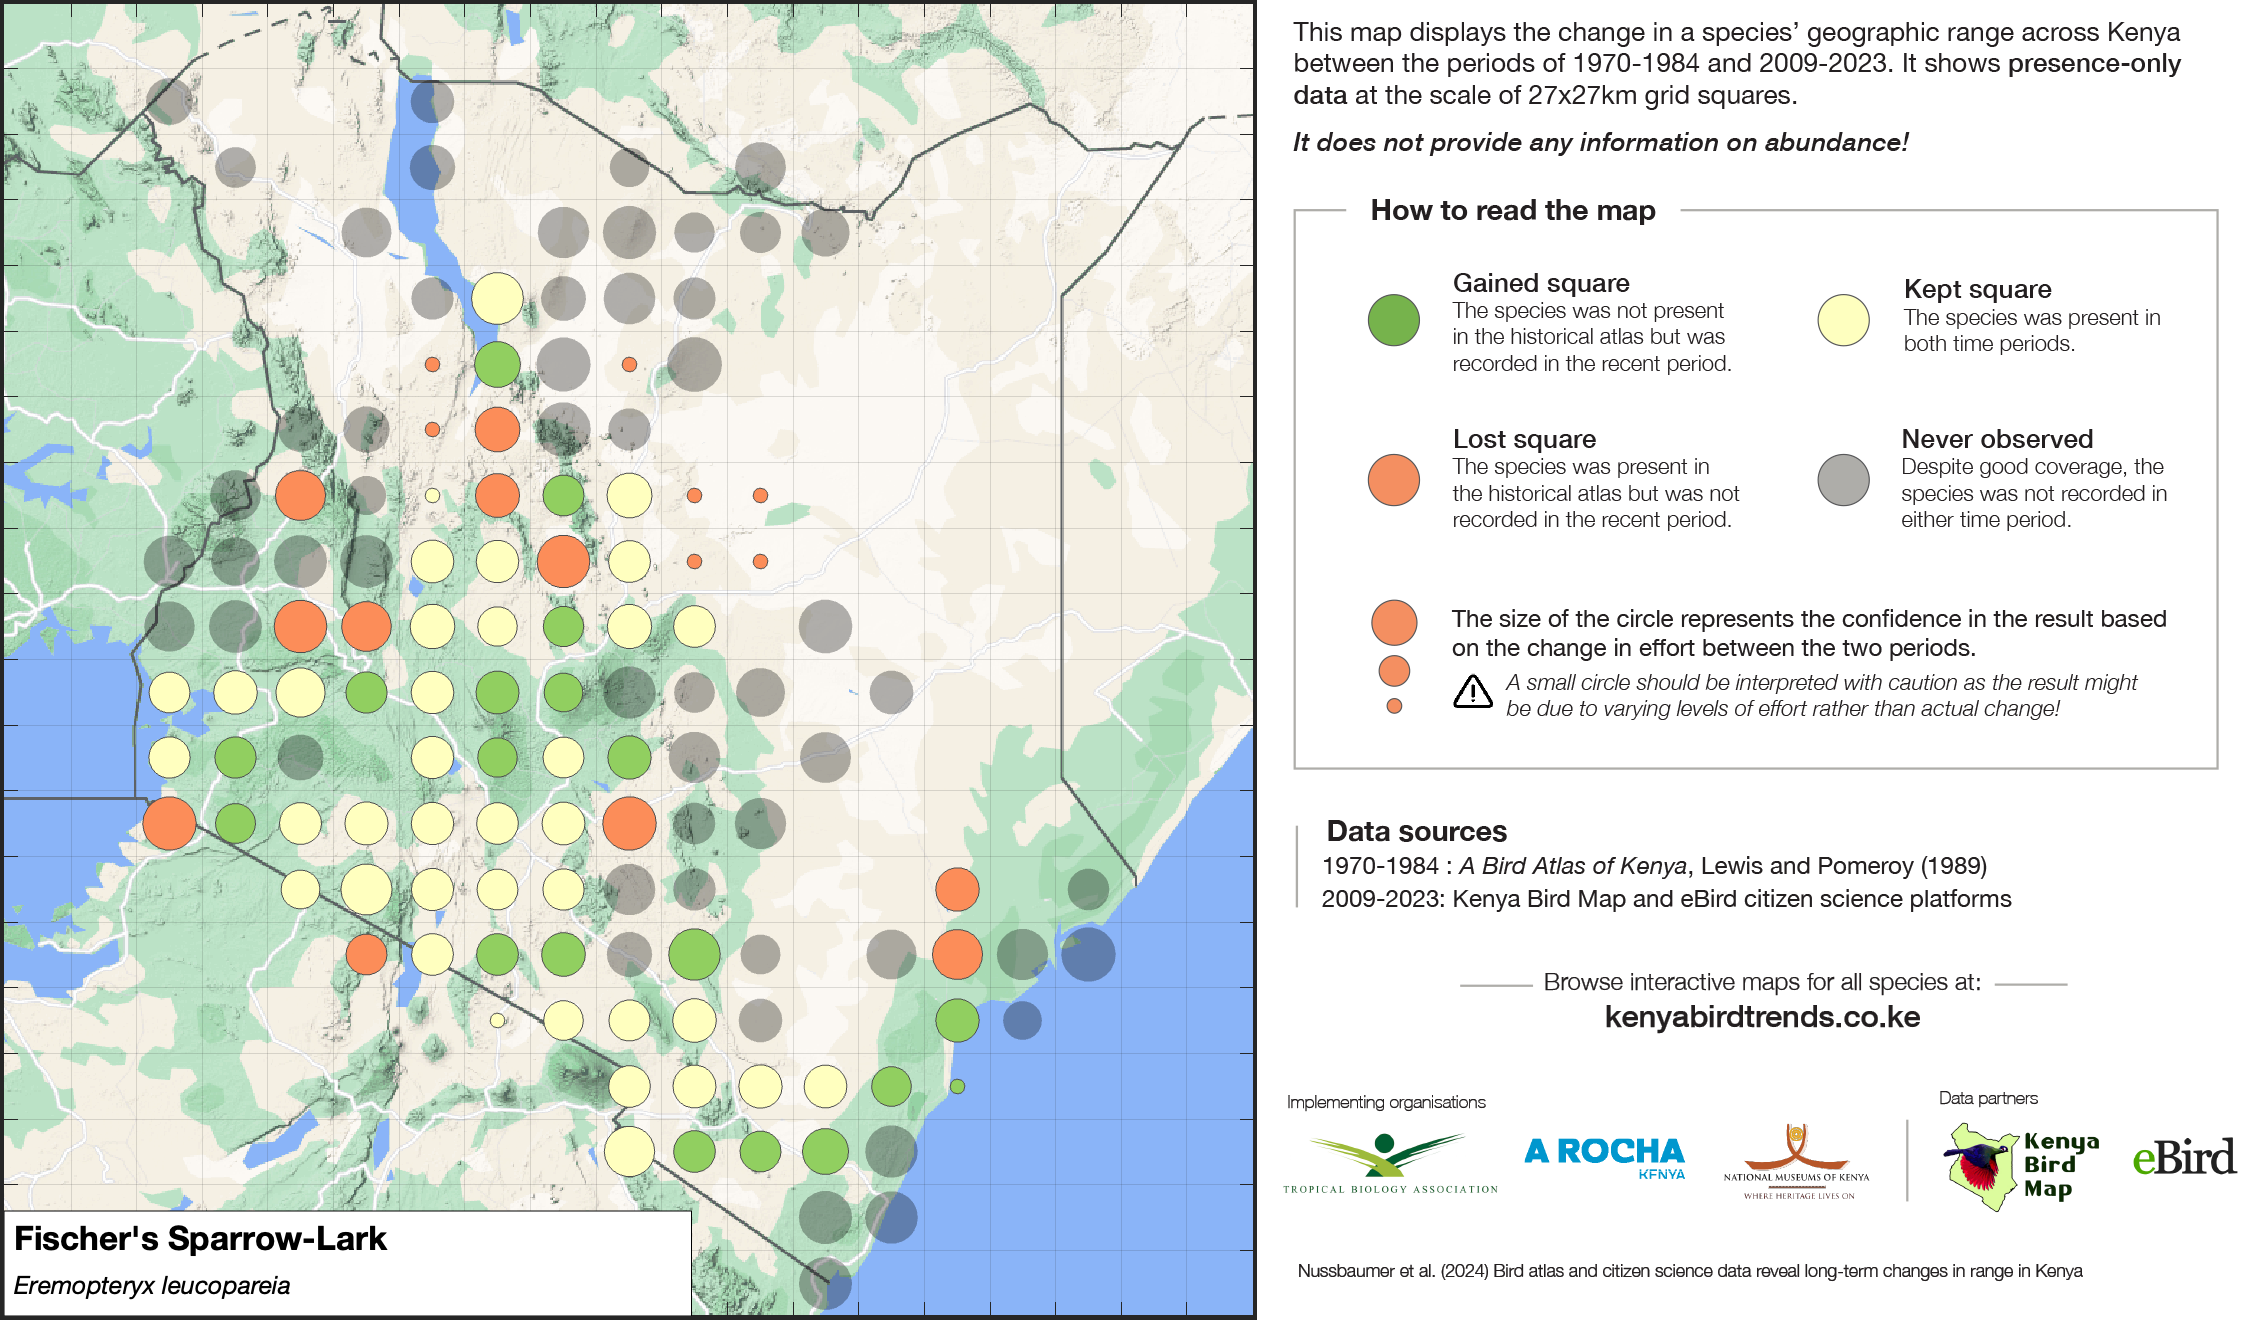 This map displays the change in a species' geographic range across Kenya
between the periods of 1970-1984 and 2009-2023. It shows presence-only
data at the scale of 27x27km grid squares.
It does not provide any information on abundance!
How to read the map
Gained square
The species was not present
in the historical atlas but was
recorded in the recent period.
Kept square
The species was present in
both time periods.
Lost square
The species was present in
the historical atlas but was not
recorded in the recent period.
Never observed
Despite good coverage, the
species was not recorded in
either time period.
The size of the circle represents the confidence in the result based
on the change in effort between the two periods.
A small circle should be interpreted with caution as the result might
be due to varying levels of effort rather than actual change!
Data sources
1970-1984 : A Bird Atlas of Kenya, Lewis and Pomeroy (1989)
2009-2023: Kenya Bird Map and eBird citizen science platforms
Browse interactive maps for all species at:
kenyabirdtrends.co.ke
Implementing organisations
Data partners
TROPICAL BIOLOGY ASSOCIATION
A ROCHA
KENYA
NATIONAL MUSEUMS OF KENYA
WHERE HERITAGE LIVES ON
Kenya
Bird
Map
eBird
Fischer's Sparrow-Lark
Eremopteryx leucopareia
Nussbaumer et al. (2024) Bird atlas and citizen science data reveal long-term changes in range in Kenya